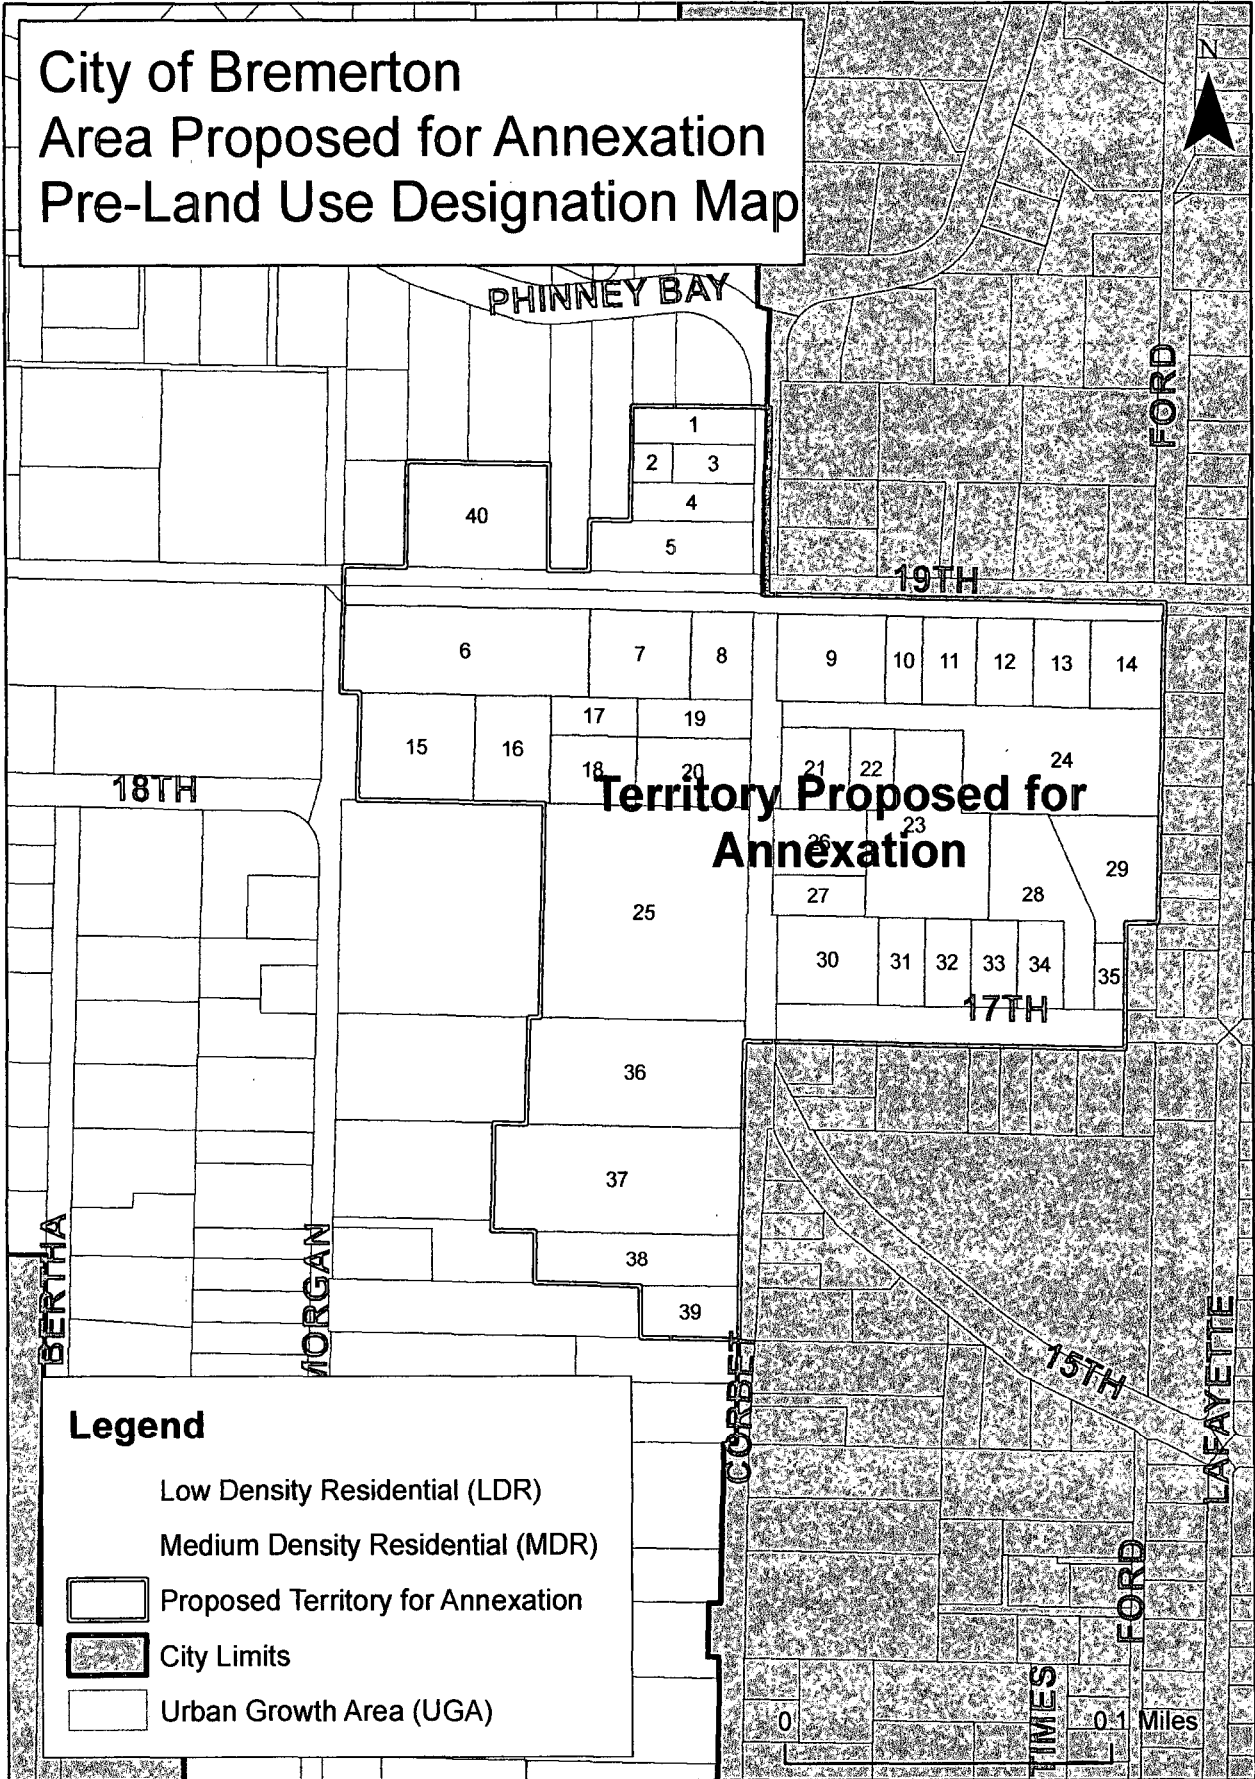 City of Bremerton
Area Proposed for Annexation
Pre-Land Use Designation Map
N
PHINNEY BAY
FORD
1
2 3
4
40
5
19TH
6 7 8 9 10 11 12 13 14
17 19
15 16
18 20 21 22 24
18TH
Territory Proposed for
23
26
Annexation
29
27 28
25
30 31 32 33 34 35
17TH
36
37
38
39
BERTHA
MORGAN
CORBET
15TH
LAFAYETTE
FORD
TIMES
Legend
Low Density Residential (LDR)
Medium Density Residential (MDR)
Proposed Territory for Annexation
City Limits
Urban Growth Area (UGA)
0 0.1 Miles